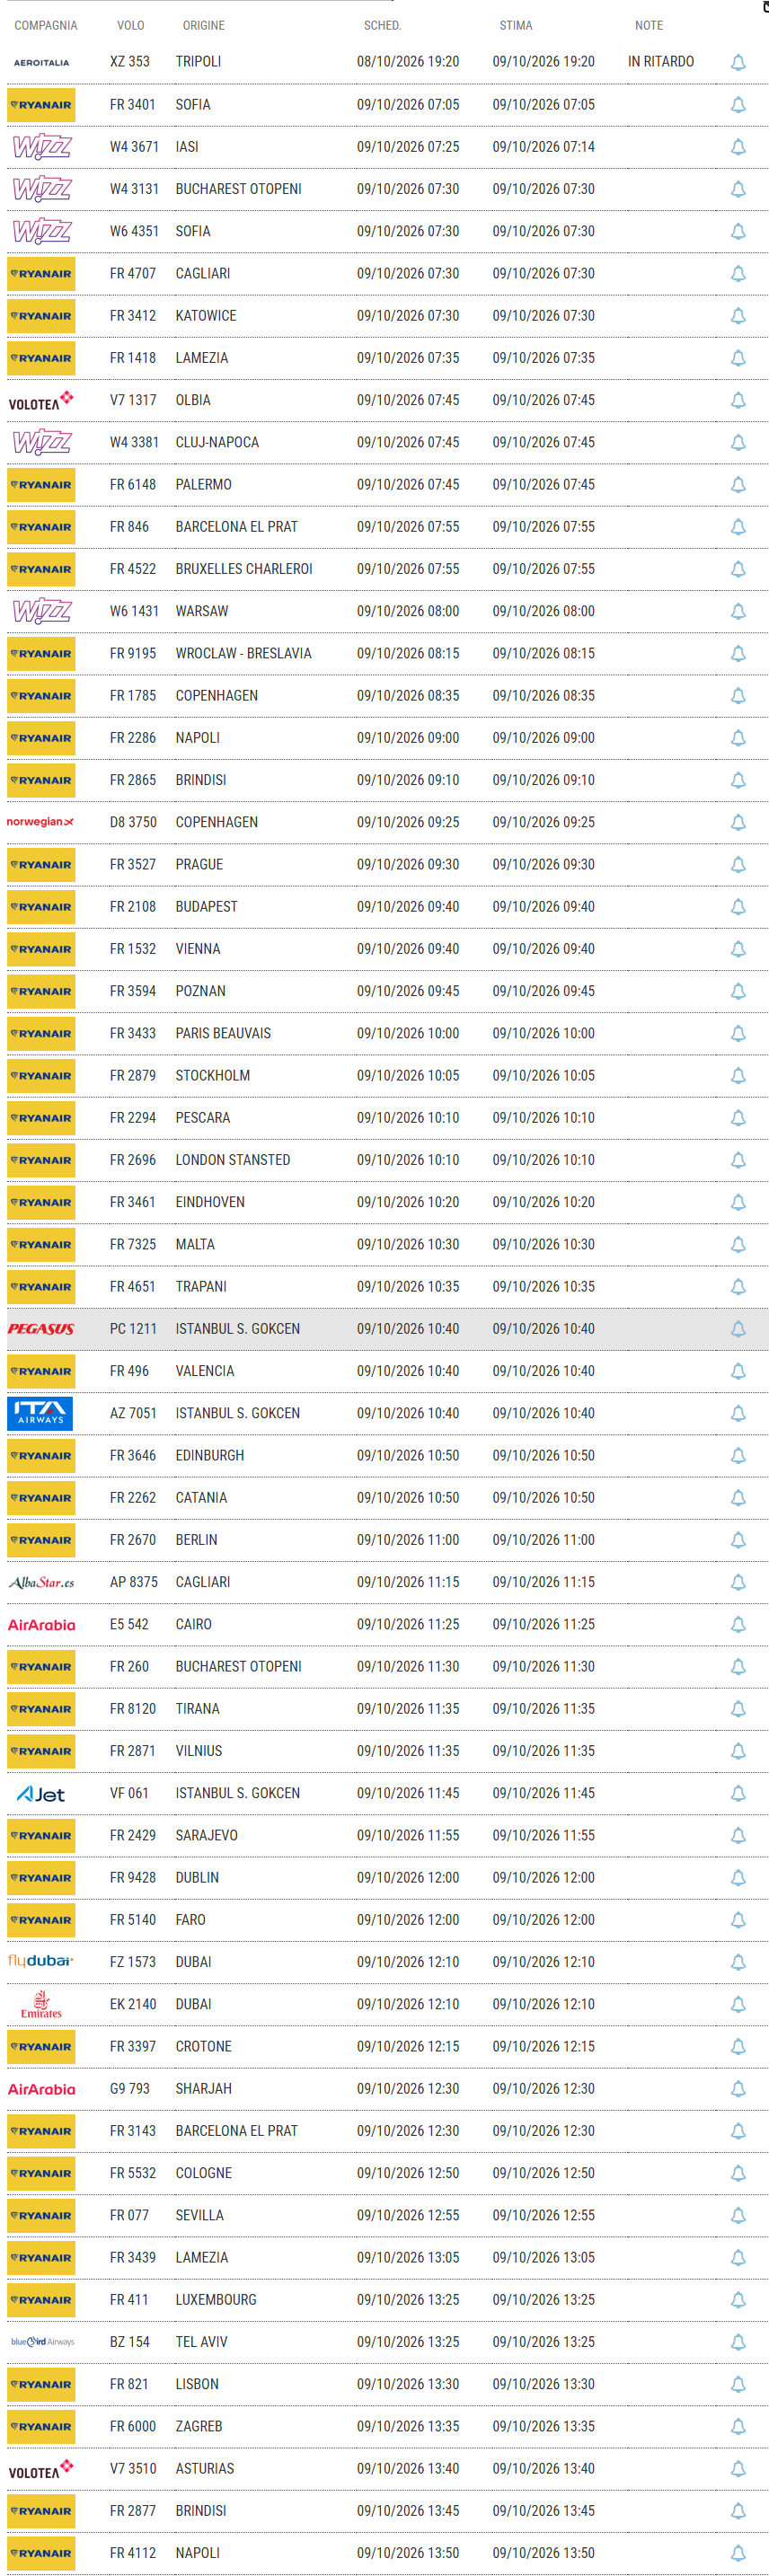 COMPAGNIA VOLO ORIGINE SCHED. STIMA NOTE
AEROITALIA XZ 353 TRIPOLI 08/10/2026 19:20 09/10/2026 19:20 IN RITARDO
RYANAIR FR 3401 SOFIA 09/10/2026 07:05 09/10/2026 07:05
WIZZ W4 3671 IASI 09/10/2026 07:25 09/10/2026 07:14
WIZZ W4 3131 BUCHAREST OTOPENI 09/10/2026 07:30 09/10/2026 07:30
WIZZ W6 4351 SOFIA 09/10/2026 07:30 09/10/2026 07:30
RYANAIR FR 4707 CAGLIARI 09/10/2026 07:30 09/10/2026 07:30
RYANAIR FR 3412 KATOWICE 09/10/2026 07:30 09/10/2026 07:30
RYANAIR FR 1418 LAMEZIA 09/10/2026 07:35 09/10/2026 07:35
VOLOTEA V7 1317 OLBIA 09/10/2026 07:45 09/10/2026 07:45
WIZZ W4 3381 CLUJ-NAPOCA 09/10/2026 07:45 09/10/2026 07:45
RYANAIR FR 6148 PALERMO 09/10/2026 07:45 09/10/2026 07:45
RYANAIR FR 846 BARCELONA EL PRAT 09/10/2026 07:55 09/10/2026 07:55
RYANAIR FR 4522 BRUXELLES CHARLEROI 09/10/2026 07:55 09/10/2026 07:55
WIZZ W6 1431 WARSAW 09/10/2026 08:00 09/10/2026 08:00
RYANAIR FR 9195 WROCLAW - BRESLAVIA 09/10/2026 08:15 09/10/2026 08:15
RYANAIR FR 1785 COPENHAGEN 09/10/2026 08:35 09/10/2026 08:35
RYANAIR FR 2286 NAPOLI 09/10/2026 09:00 09/10/2026 09:00
RYANAIR FR 2865 BRINDISI 09/10/2026 09:10 09/10/2026 09:10
norwegian D8 3750 COPENHAGEN 09/10/2026 09:25 09/10/2026 09:25
RYANAIR FR 3527 PRAGUE 09/10/2026 09:30 09/10/2026 09:30
RYANAIR FR 2108 BUDAPEST 09/10/2026 09:40 09/10/2026 09:40
RYANAIR FR 1532 VIENNA 09/10/2026 09:40 09/10/2026 09:40
RYANAIR FR 3594 POZNAN 09/10/2026 09:45 09/10/2026 09:45
RYANAIR FR 3433 PARIS BEAUVAIS 09/10/2026 10:00 09/10/2026 10:00
RYANAIR FR 2879 STOCKHOLM 09/10/2026 10:05 09/10/2026 10:05
RYANAIR FR 2294 PESCARA 09/10/2026 10:10 09/10/2026 10:10
RYANAIR FR 2696 LONDON STANSTED 09/10/2026 10:10 09/10/2026 10:10
RYANAIR FR 3461 EINDHOVEN 09/10/2026 10:20 09/10/2026 10:20
RYANAIR FR 7325 MALTA 09/10/2026 10:30 09/10/2026 10:30
RYANAIR FR 4651 TRAPANI 09/10/2026 10:35 09/10/2026 10:35
PEGASUS PC 1211 ISTANBUL S. GOKCEN 09/10/2026 10:40 09/10/2026 10:40
RYANAIR FR 496 VALENCIA 09/10/2026 10:40 09/10/2026 10:40
ITA AIRWAYS AZ 7051 ISTANBUL S. GOKCEN 09/10/2026 10:40 09/10/2026 10:40
RYANAIR FR 3646 EDINBURGH 09/10/2026 10:50 09/10/2026 10:50
RYANAIR FR 2262 CATANIA 09/10/2026 10:50 09/10/2026 10:50
RYANAIR FR 2670 BERLIN 09/10/2026 11:00 09/10/2026 11:00
AlbaStar.es AP 8375 CAGLIARI 09/10/2026 11:15 09/10/2026 11:15
AirArabia E5 542 CAIRO 09/10/2026 11:25 09/10/2026 11:25
RYANAIR FR 260 BUCHAREST OTOPENI 09/10/2026 11:30 09/10/2026 11:30
RYANAIR FR 8120 TIRANA 09/10/2026 11:35 09/10/2026 11:35
RYANAIR FR 2871 VILNIUS 09/10/2026 11:35 09/10/2026 11:35
AJet VF 061 ISTANBUL S. GOKCEN 09/10/2026 11:45 09/10/2026 11:45
RYANAIR FR 2429 SARAJEVO 09/10/2026 11:55 09/10/2026 11:55
RYANAIR FR 9428 DUBLIN 09/10/2026 12:00 09/10/2026 12:00
RYANAIR FR 5140 FARO 09/10/2026 12:00 09/10/2026 12:00
flydubai FZ 1573 DUBAI 09/10/2026 12:10 09/10/2026 12:10
Emirates EK 2140 DUBAI 09/10/2026 12:10 09/10/2026 12:10
RYANAIR FR 3397 CROTONE 09/10/2026 12:15 09/10/2026 12:15
AirArabia G9 793 SHARJAH 09/10/2026 12:30 09/10/2026 12:30
RYANAIR FR 3143 BARCELONA EL PRAT 09/10/2026 12:30 09/10/2026 12:30
RYANAIR FR 5532 COLOGNE 09/10/2026 12:50 09/10/2026 12:50
RYANAIR FR 077 SEVILLA 09/10/2026 12:55 09/10/2026 12:55
RYANAIR FR 3439 LAMEZIA 09/10/2026 13:05 09/10/2026 13:05
RYANAIR FR 411 LUXEMBOURG 09/10/2026 13:25 09/10/2026 13:25
blueBird Airways BZ 154 TEL AVIV 09/10/2026 13:25 09/10/2026 13:25
RYANAIR FR 821 LISBON 09/10/2026 13:30 09/10/2026 13:30
RYANAIR FR 6000 ZAGREB 09/10/2026 13:35 09/10/2026 13:35
VOLOTEA V7 3510 ASTURIAS 09/10/2026 13:40 09/10/2026 13:40
RYANAIR FR 2877 BRINDISI 09/10/2026 13:45 09/10/2026 13:45
RYANAIR FR 4112 NAPOLI 09/10/2026 13:50 09/10/2026 13:50